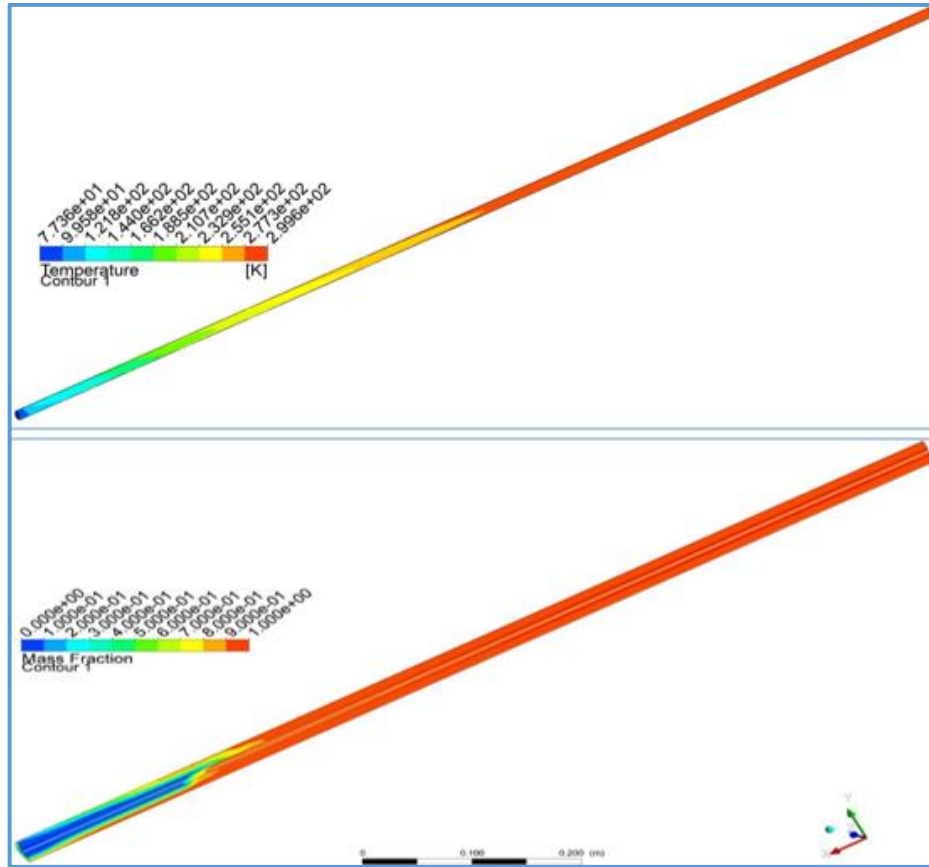 7.736e+01
9.958e+01
1.218e+02
1.440e+02
1.662e+02
1.885e+02
2.107e+02
2.329e+02
2.551e+02
2.773e+02
2.996e+02
Temperature [K]
Contour 1
0.000e+00
1.000e-01
2.000e-01
3.000e-01
4.000e-01
5.000e-01
6.000e-01
7.000e-01
8.000e-01
9.000e-01
1.000e+00
Mass Fraction
Contour 1
0 0.100 0.200 (m)
Y
X